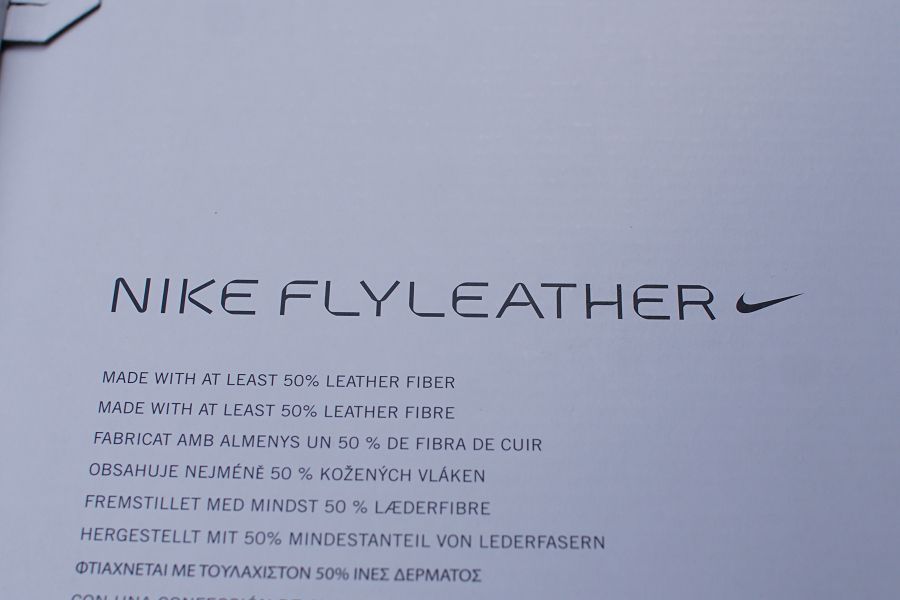 NIKE FLYLEATHER
MADE WITH AT LEAST 50% LEATHER FIBER
MADE WITH AT LEAST 50% LEATHER FIBRE
FABRICAT AMB ALMENYS UN 50 % DE FIBRA DE CUIR
OBSAHUJE NEJMÉNĚ 50 % KOŽENÝCH VLÁKEN
FREMSTILLET MED MINDST 50 % LÆDERFIBRE
HERGESTELLT MIT 50% MINDESTANTEIL VON LEDERFASERN
ΦΤΙΑΧΝΕΤΑΙ ΜΕ ΤΟΥΛΑΧΙΣΤΟΝ 50% ΙΝΕΣ ΔΕΡΜΑΤΟΣ
CON UNA